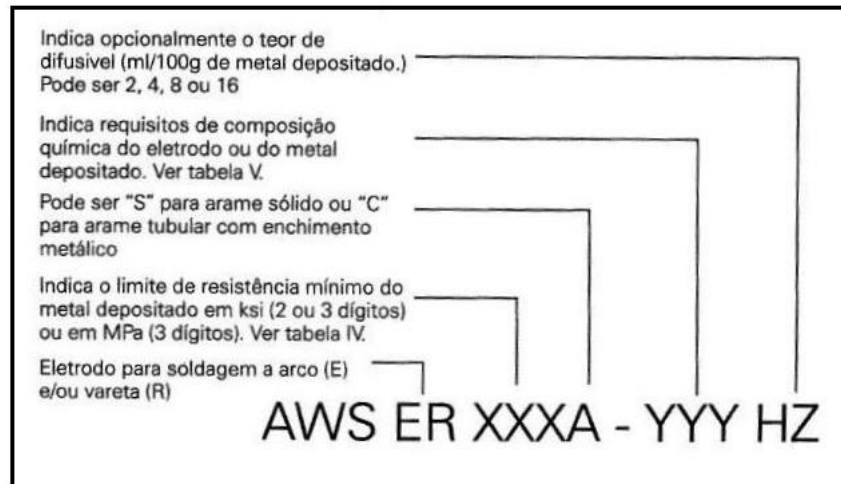 Indica opcionalmente o teor de
difusivel (ml/100g de metal depositado.)
Pode ser 2, 4, 8 ou 16
Indica requisitos de composição
química do eletrodo ou do metal
depositado. Ver tabela V.
Pode ser "S" para arame sólido ou "C"
para arame tubular com enchimento
metálico
Indica o limite de resistência mínimo do
metal depositado em ksi (2 ou 3 dígitos)
ou em MPa (3 dígitos). Ver tabela IV.
Eletrodo para soldagem a arco (E)
e/ou vareta (R)
AWS ER XXXA - YYY HZ